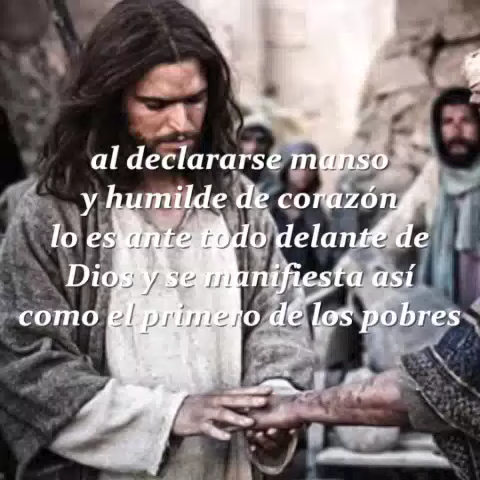 al declararse manso
y humilde de corazón
lo es ante todo delante de
Dios y se manifiesta así
como el primero de los pobres